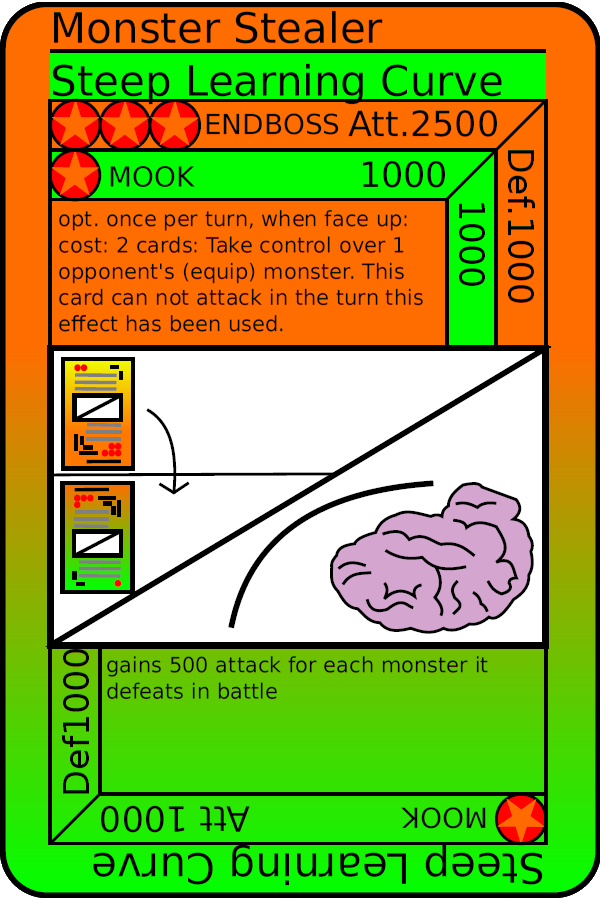 Monster Stealer
Steep Learning Curve
ENDBOSS Att.2500
MOOK 1000
Def.1000
1000
opt. once per turn, when face up:
cost: 2 cards: Take control over 1
opponent's (equip) monster. This
card can not attack in the turn this
effect has been used.
Def1000
gains 500 attack for each monster it
defeats in battle
Att 1000
MOOK
Steep Learning Curve